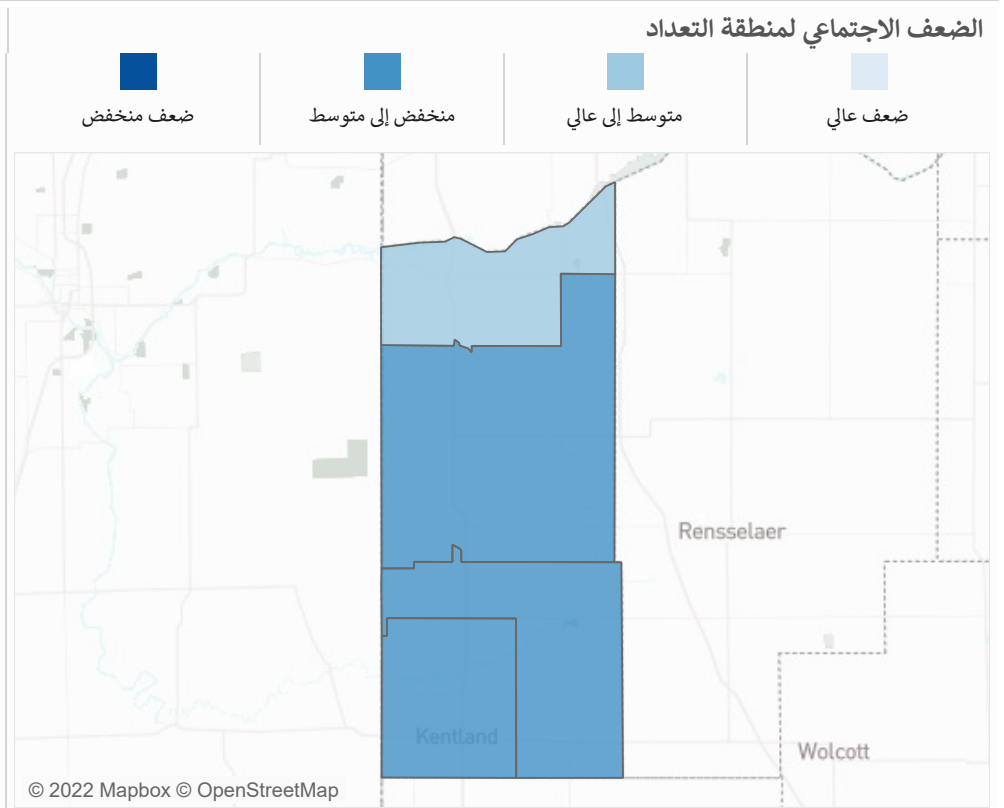 الضعف الاجتماعي لمنطقة التعداد
ضعف عالي
متوسط إلى عالي
منخفض إلى متوسط
ضعف منخفض
Rensselaer
Kentland
Wolcott
© 2022 Mapbox © OpenStreetMap